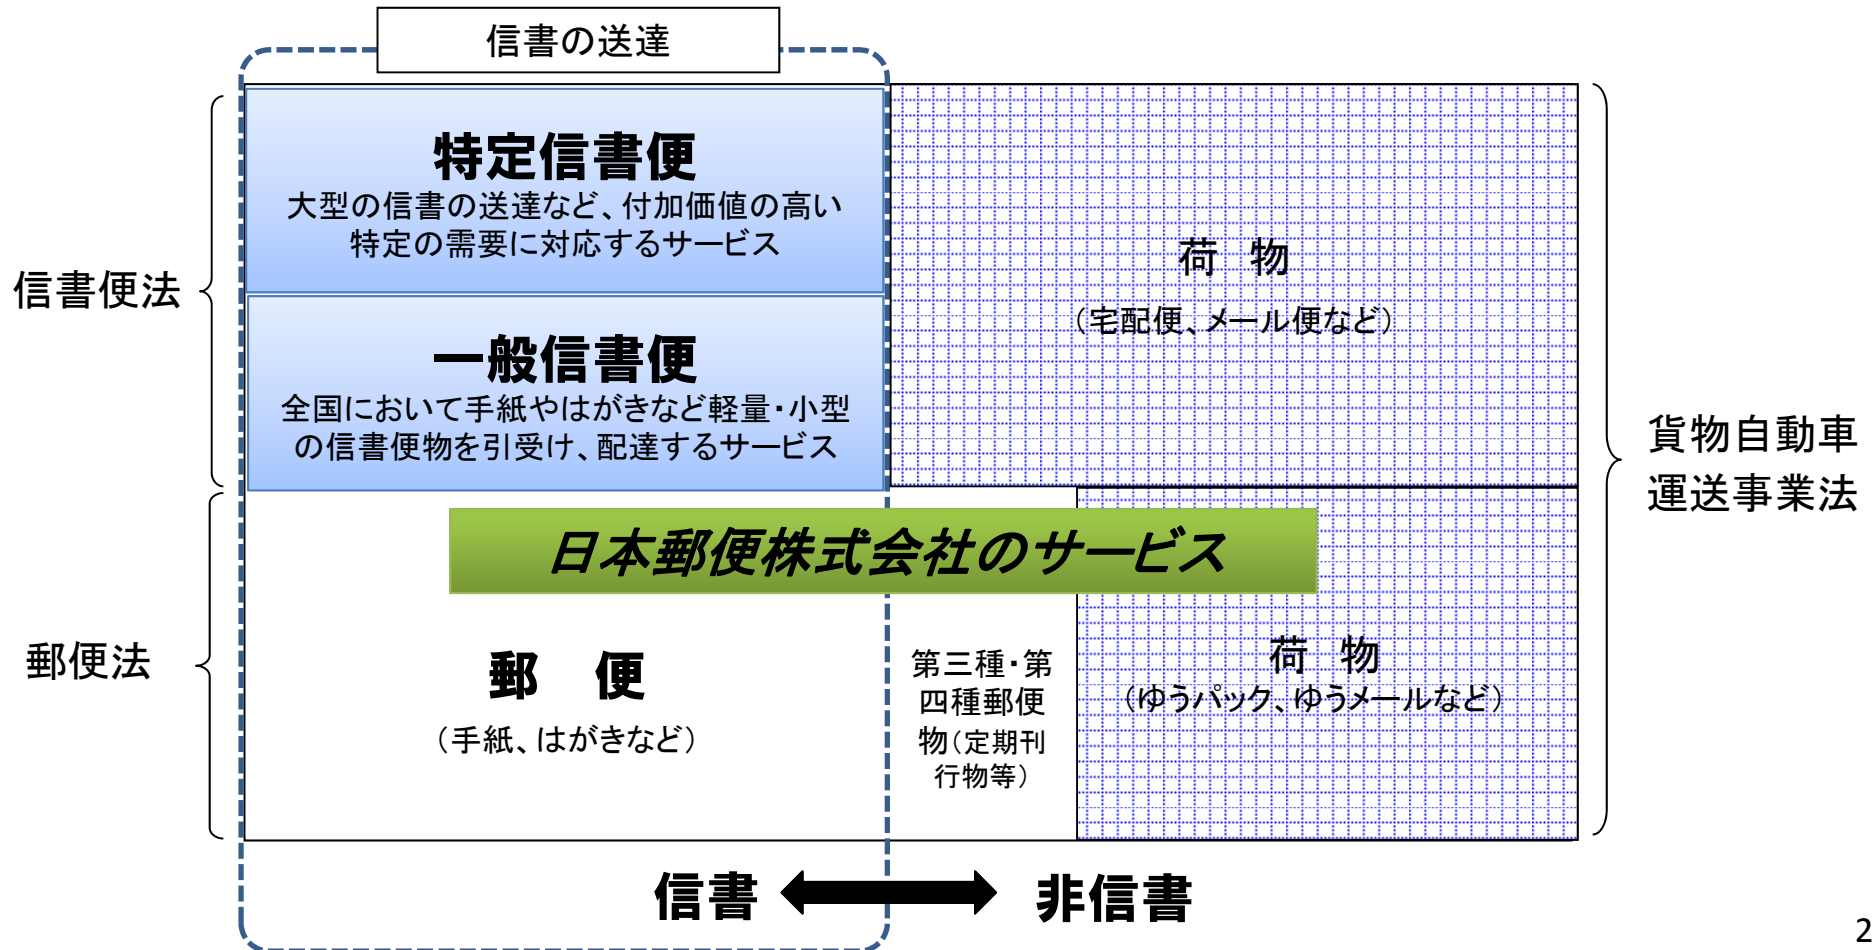 信書の送達
特定信書便
大型の信書の送達など、付加価値の高い
特定の需要に対応するサービス
信書便法
一般信書便
全国において手紙やはがきなど軽量・小型
の信書便物を引受け、配達するサービス
荷　物
（宅配便、メール便など）
貨物自動車
運送事業法
日本郵便株式会社のサービス
郵便法
郵　便
（手紙、はがきなど）
第三種・第
四種郵便
物（定期刊
行物等）
荷　物
（ゆうパック、ゆうメールなど）
信書
非信書
2